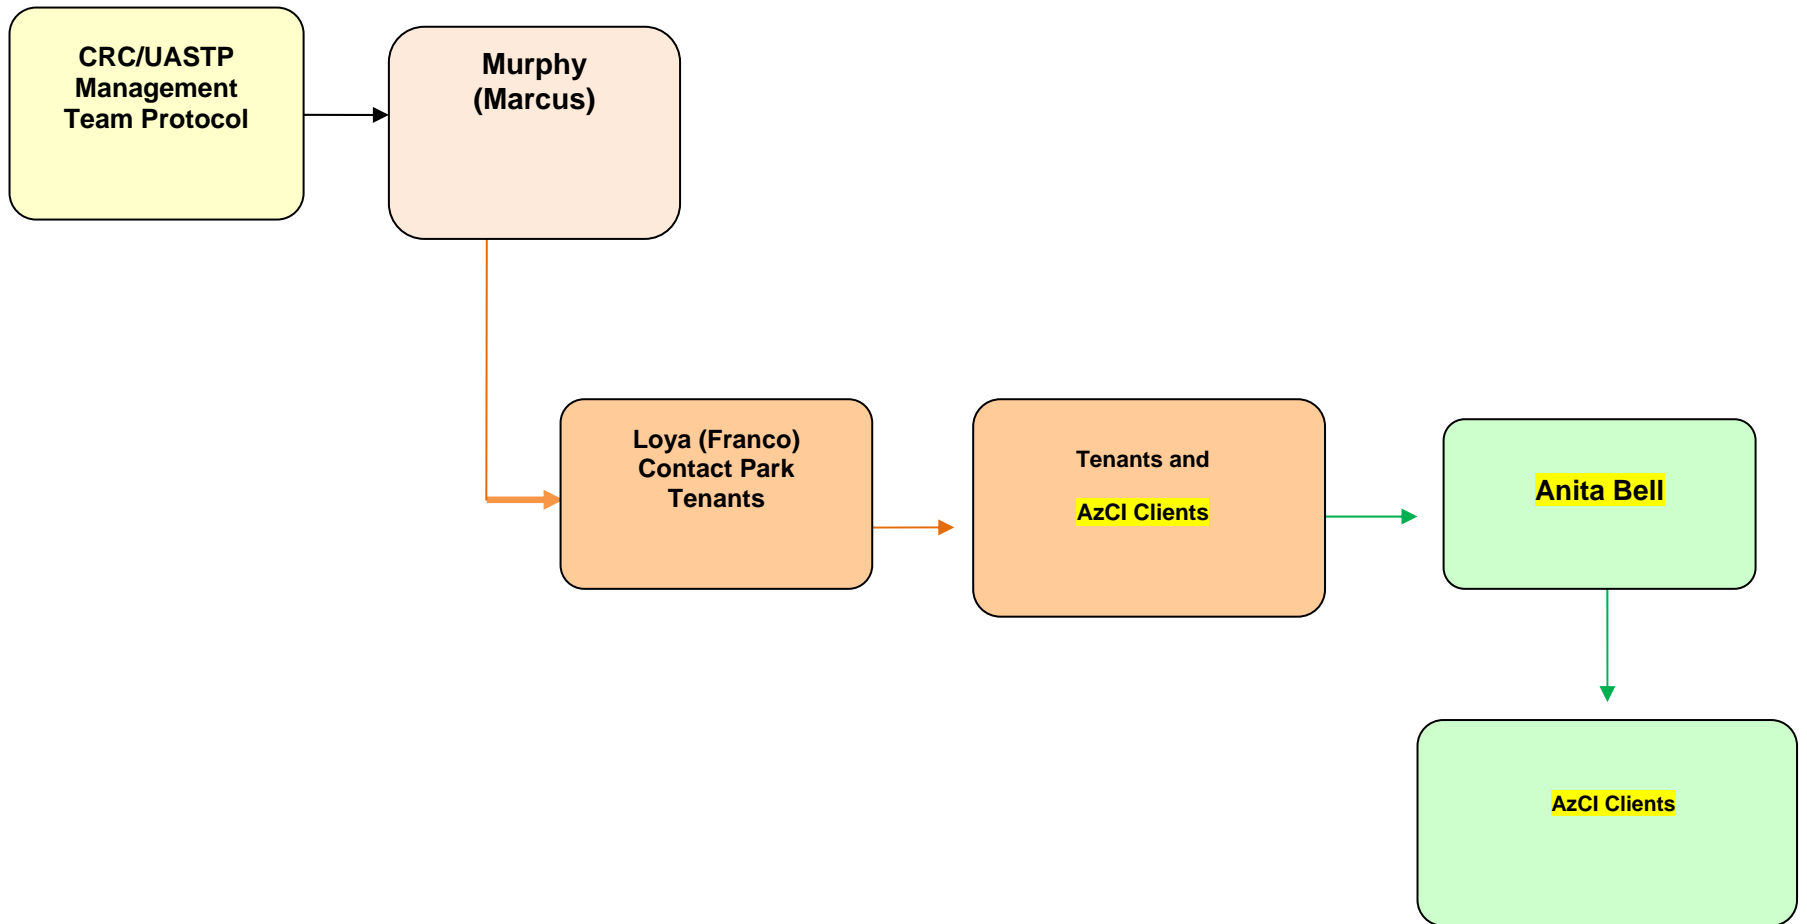 CRC/UASTP
Management
Team Protocol
Murphy
(Marcus)
Loya (Franco)
Contact Park
Tenants
Tenants and
AzCI Clients
Anita Bell
AzCI Clients